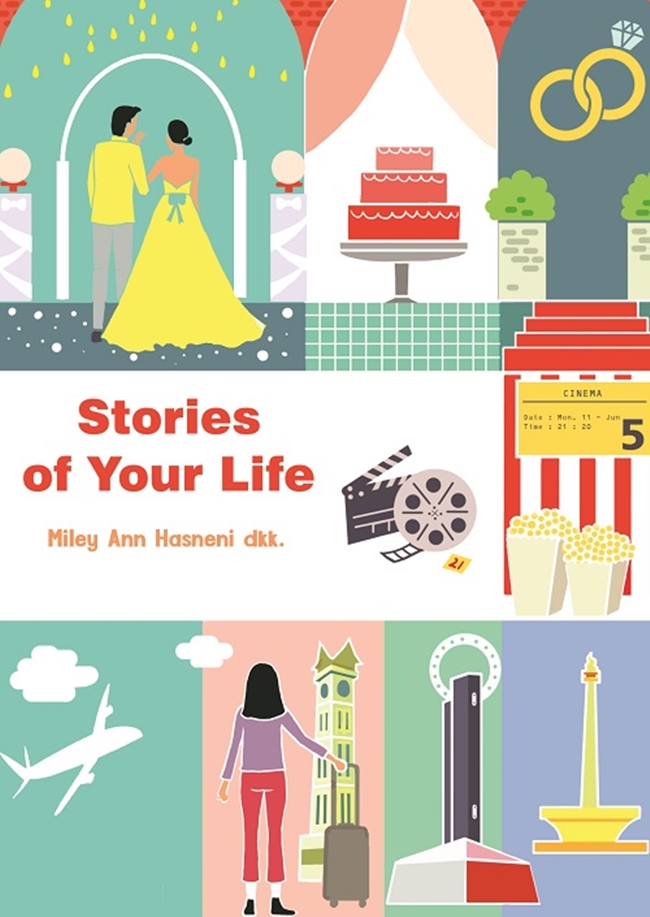 Stories
of Your Life
Miley Ann Hasneni dkk.
CINEMA
Date : Mon, 11 - Jun
Time : 21 : 20
5
21